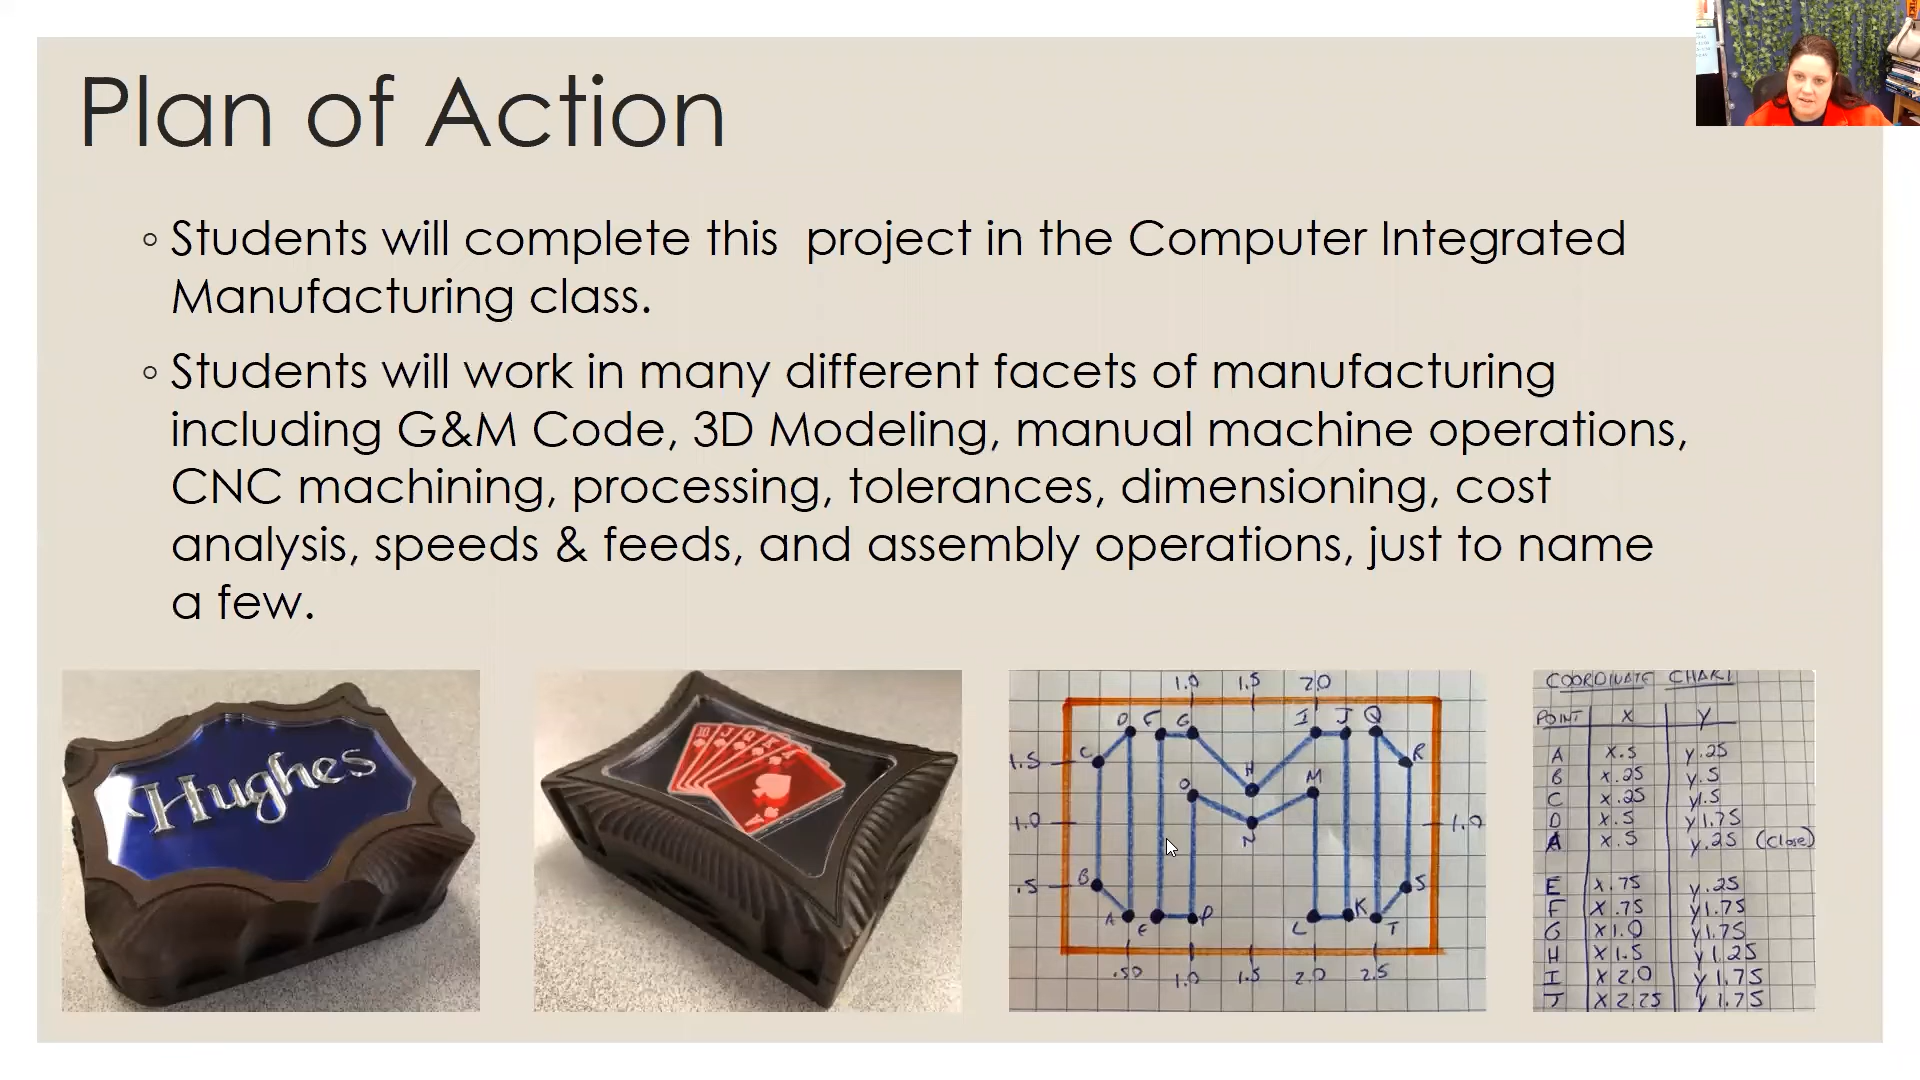 Plan of Action
◦ Students will complete this project in the Computer Integrated
Manufacturing class.
◦ Students will work in many different facets of manufacturing
including G&M Code, 3D Modeling, manual machine operations,
CNC machining, processing, tolerances, dimensioning, cost
analysis, speeds & feeds, and assembly operations, just to name
a few.
Hughes
10 J Q K A
1.0 1.5 2.0
D F G I J Q
1.5 C H R
O M
1.0 N 1.0
.5 B S
A E P L K T
.50 1.0 1.5 2.0 2.5
COORDINATE CHART
POINT X Y
A X.5 Y.25
B X.25 Y.5
C X.25 Y1.5
D X.5 Y1.75
A X.5 Y.25 (Close)
E X.75 Y.25
F X.75 Y1.75
G X1.0 Y1.75
H X1.5 Y1.25
I X2.0 Y1.75
J X2.25 Y1.75